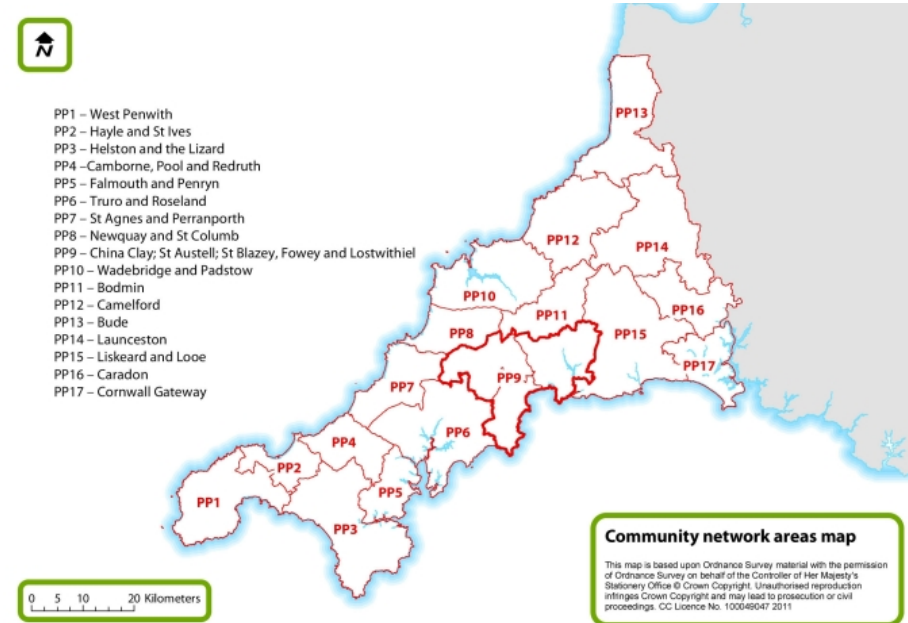 N
PP1 – West Penwith
PP2 – Hayle and St Ives
PP3 – Helston and the Lizard
PP4 –Camborne, Pool and Redruth
PP5 – Falmouth and Penryn
PP6 – Truro and Roseland
PP7 – St Agnes and Perranporth
PP8 – Newquay and St Columb
PP9 – China Clay; St Austell; St Blazey, Fowey and Lostwithiel
PP10 – Wadebridge and Padstow
PP11 – Bodmin
PP12 – Camelford
PP13 – Bude
PP14 – Launceston
PP15 – Liskeard and Looe
PP16 – Caradon
PP17 – Cornwall Gateway
PP13
PP12
PP14
PP10
PP11
PP16
PP8
PP15
PP17
PP9
PP7
PP6
PP4
PP2
PP5
PP1
PP3
0 5 10 20 Kilometers
Community network areas map
This map is based upon Ordnance Survey material with the permission
of Ordnance Survey on behalf of the Controller of Her Majesty's
Stationery Office © Crown Copyright. Unauthorised reproduction
infringes Crown Copyright and may lead to prosecution or civil
proceedings. CC Licence No. 100049047 2011